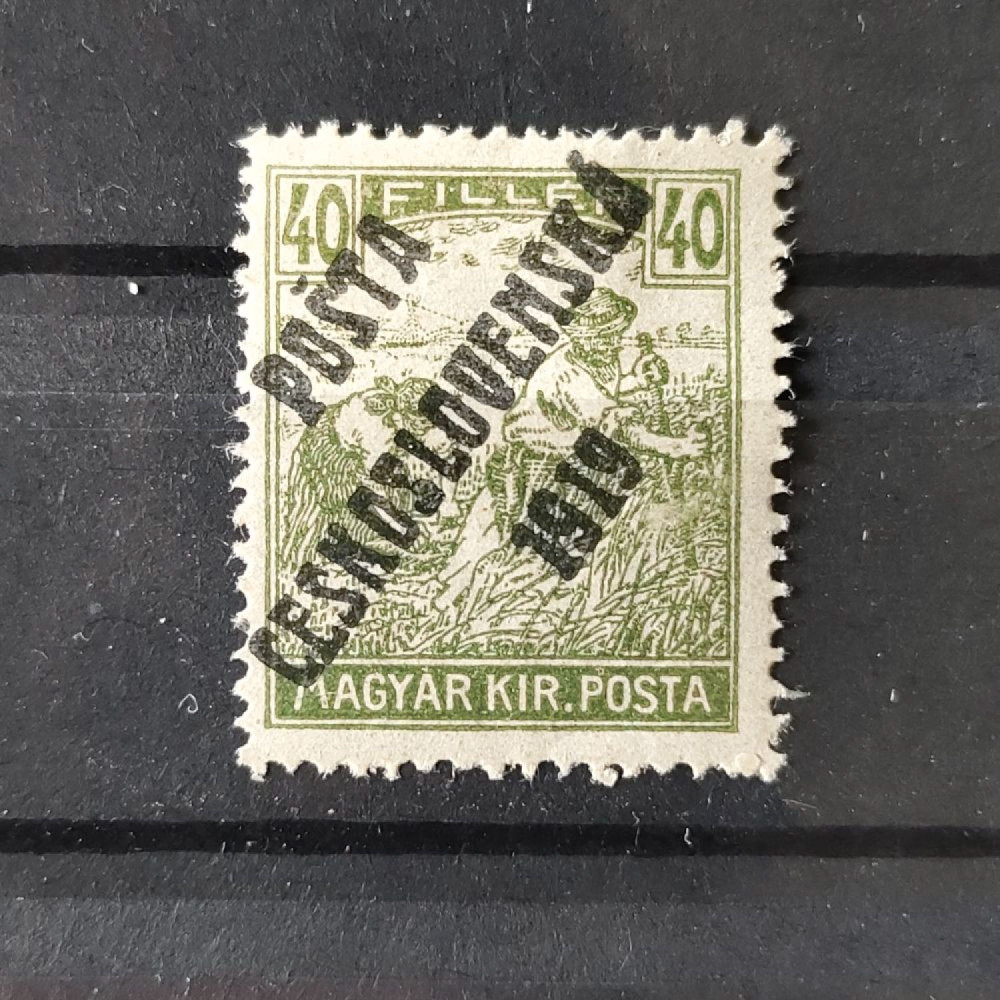 40 FILLÉR 40
POŠTA
ČESKOSLOVENSKÁ
1919
MAGYAR KIR. POSTA